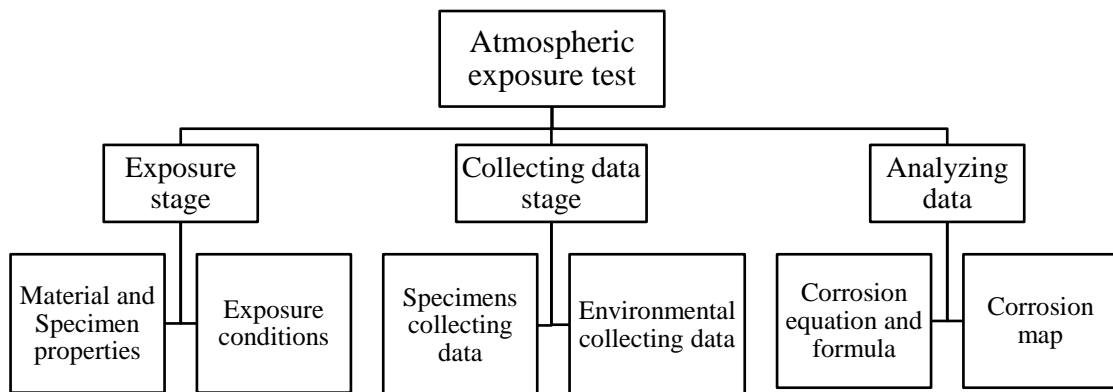 Atmospheric
exposure test
Exposure
stage
Collecting data
stage
Analyzing
data
Material and
Specimen
properties
Exposure
conditions
Specimens
collecting
data
Environmental
collecting data
Corrosion
equation and
formula
Corrosion
map